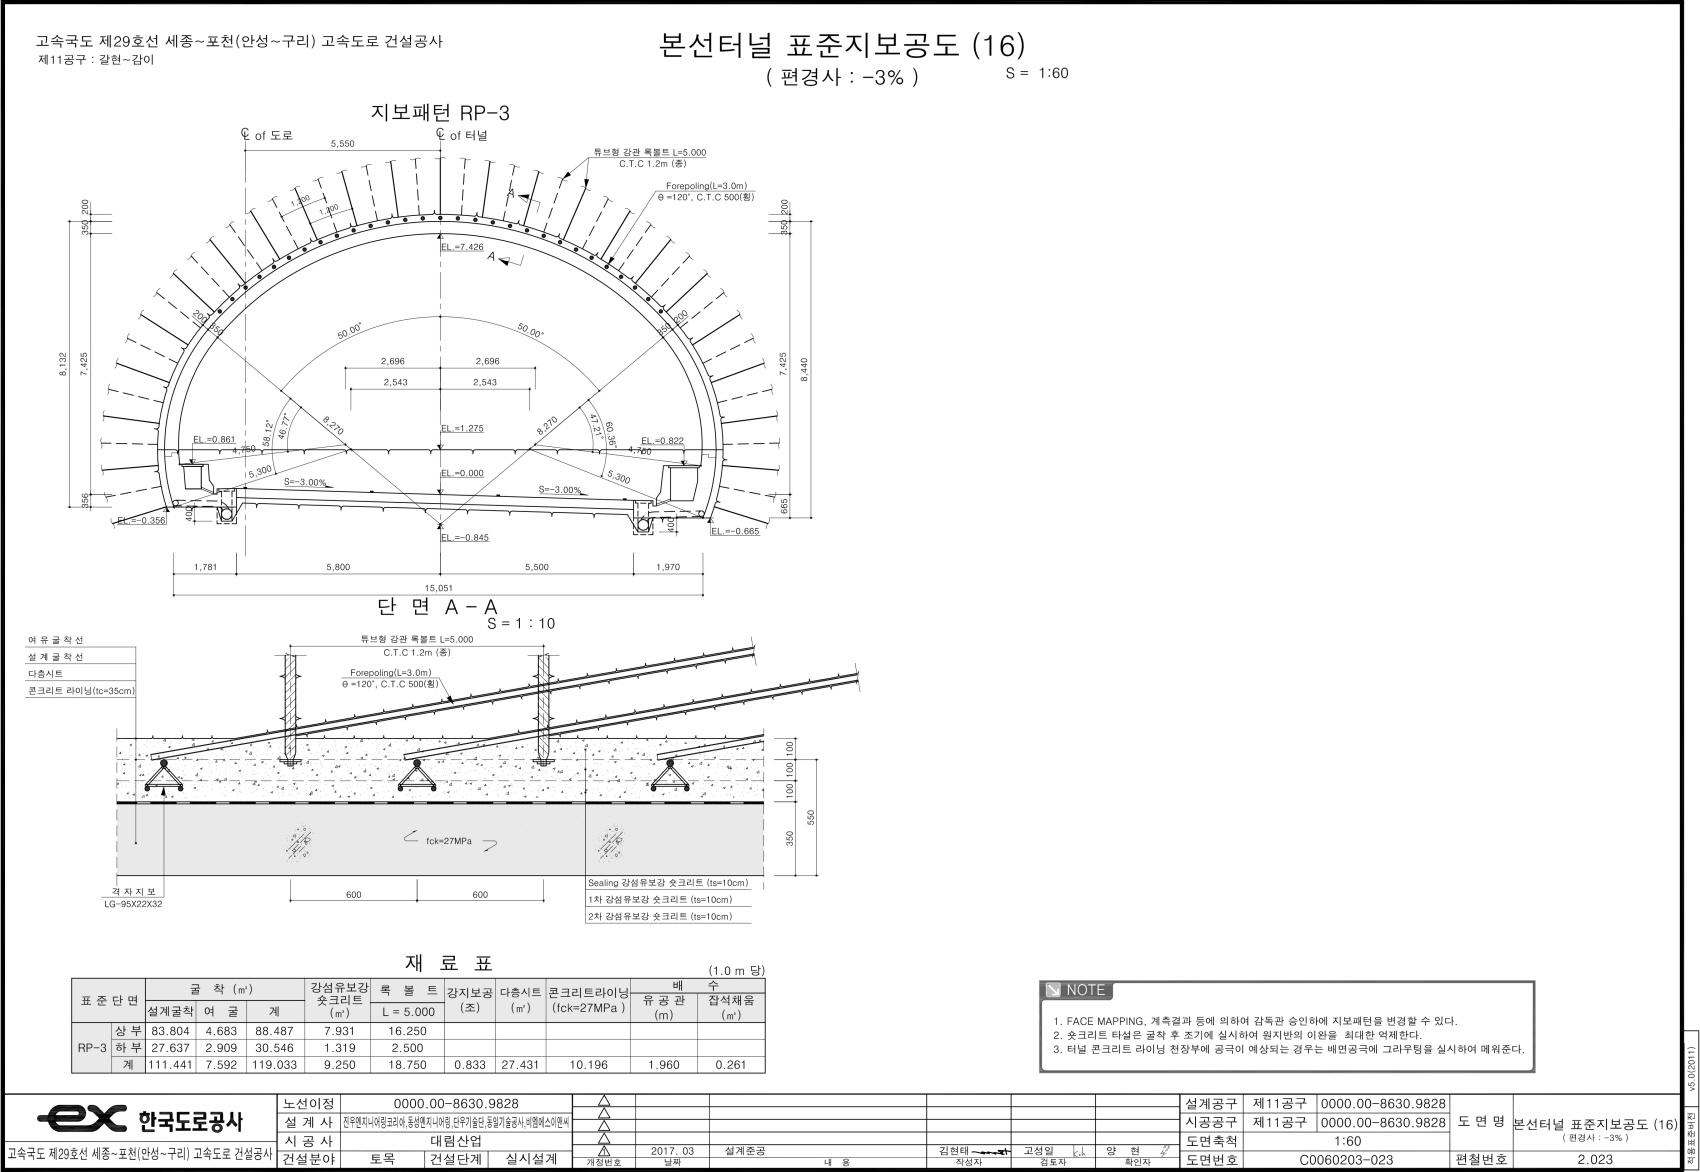 고속국도 제29호선 세종~포천(안성~구리) 고속도로 건설공사
제11공구 : 갈현~감이
본선터널 표준지보공도 (16)
( 편경사 : -3% )
S = 1:60
지보패턴 RP-3
℄ of 도로
℄ of 터널
5,550
튜브형 강관 록볼트 L=5.000
C.T.C 1.2m (종)
Forepoling(L=3.0m)
θ =120°, C.T.C 500(횡)
A
A
1,200
1,200
200
350
200
350
EL.=7.426
200
350
350
200
50.00°
50.00°
8,132
7,425
7,425
8,440
2,696
2,696
2,543
2,543
58.12°
46.77°
8,270
8,270
47.21°
60.36°
EL.=1.275
EL.=0.861
EL.=0.822
4,750
4,750
5,300
5,300
EL.=0.000
S=-3.00%
S=-3.00%
356
665
400
400
EL.=-0.356
EL.=-0.665
EL.=-0.845
1,781
5,800
5,500
1,970
15,051
단 면 A - A
S = 1 : 10
여 유 굴 착 선
설 계 굴 착 선
다층시트
콘크리트 라이닝(tc=35cm)
튜브형 강관 록볼트 L=5.000
C.T.C 1.2m (종)
Forepoling(L=3.0m)
θ =120°, C.T.C 500(횡)
100
100
100
350
550
fck=27MPa
격 자 지 보
LG-95X22X32
600
600
Sealing 강섬유보강 숏크리트 (ts=10cm)
1차 강섬유보강 숏크리트 (ts=10cm)
2차 강섬유보강 숏크리트 (ts=10cm)
재 료 표
(1.0 m 당)
표 준 단 면 굴 착 (㎥) 강섬유보강 숏크리트 (㎥) 록 볼 트 강지보공 (조) 다층시트 (㎡) 콘크리트라이닝 (fck=27MPa ) 배 수
설계굴착 여 굴 계 L = 5.000 유 공 관 (m) 잡석채움 (㎥)
RP-3 상 부 83.804 4.683 88.487 7.931 16.250
하 부 27.637 2.909 30.546 1.319 2.500
계 111.441 7.592 119.033 9.250 18.750 0.833 27.431 10.196 1.960 0.261
NOTE
1. FACE MAPPING, 계측결과 등에 의하여 감독관 승인하에 지보패턴을 변경할 수 있다.
2. 숏크리트 타설은 굴착 후 조기에 실시하여 원지반의 이완을 최대한 억제한다.
3. 터널 콘크리트 라이닝 천장부에 공극이 예상되는 경우는 배면공극에 그라우팅을 실시하여 메워준다.
v5.0(2011)
적용표준비전
ex 한국도로공사
고속국도 제29호선 세종~포천(안성~구리) 고속도로 건설공사
노선이정 0000.00-8630.9828
설 계 사 진우엔지니어링코리아,동성엔지니어링,단우기술단,동일기술공사,비엠에스이앤씨
시 공 사 대림산업
건설분야 토목 건설단계 실시설계
1 2017. 03 설계준공 김현태 고성일 양 현
개정번호 날짜 내 용 작성자 검토자 확인자
설계공구 제11공구 0000.00-8630.9828
시공공구 제11공구 0000.00-8630.9828
도면축척 1:60
도면번호 C0060203-023
도 면 명 본선터널 표준지보공도 (16)
( 편경사 : -3% )
편철번호 2.023